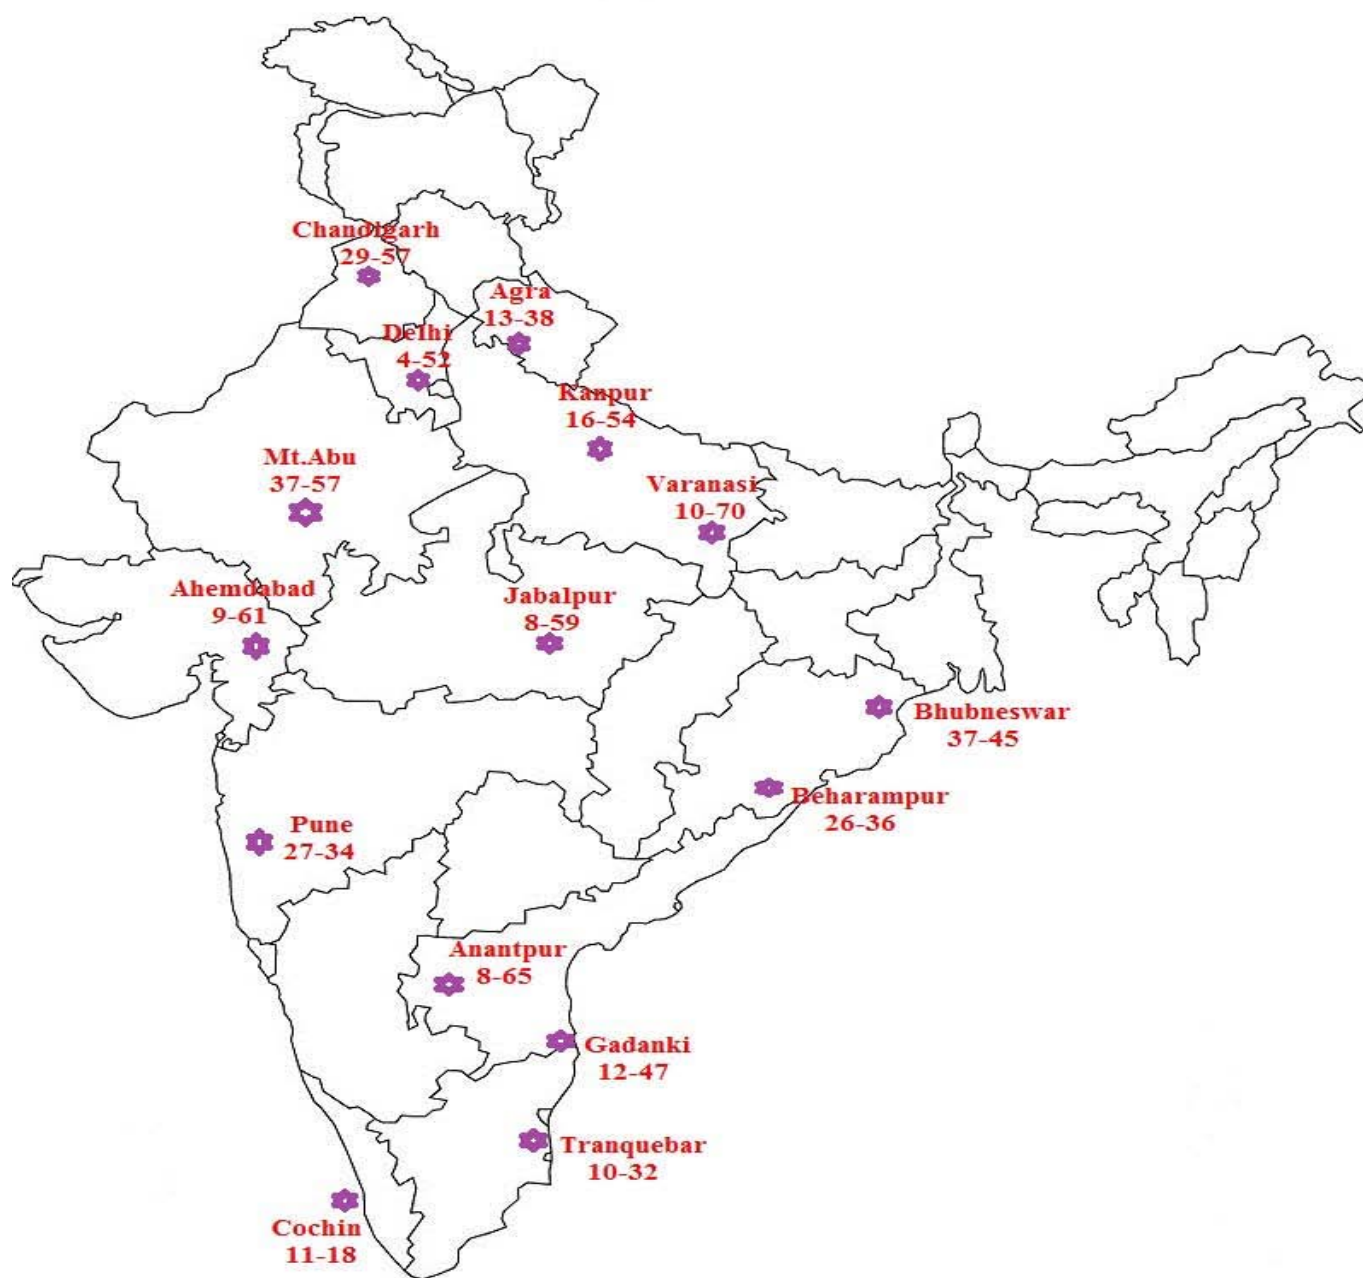 Chandigarh
29-57
Agra
13-38
Delhi
4-52
Kanpur
16-54
Mt.Abu
37-57
Varanasi
10-70
Ahemdabad
9-61
Jabalpur
8-59
Bhubneswar
37-45
Beharampur
26-36
Pune
27-34
Anantpur
8-65
Gadanki
12-47
Tranquebar
10-32
Cochin
11-18